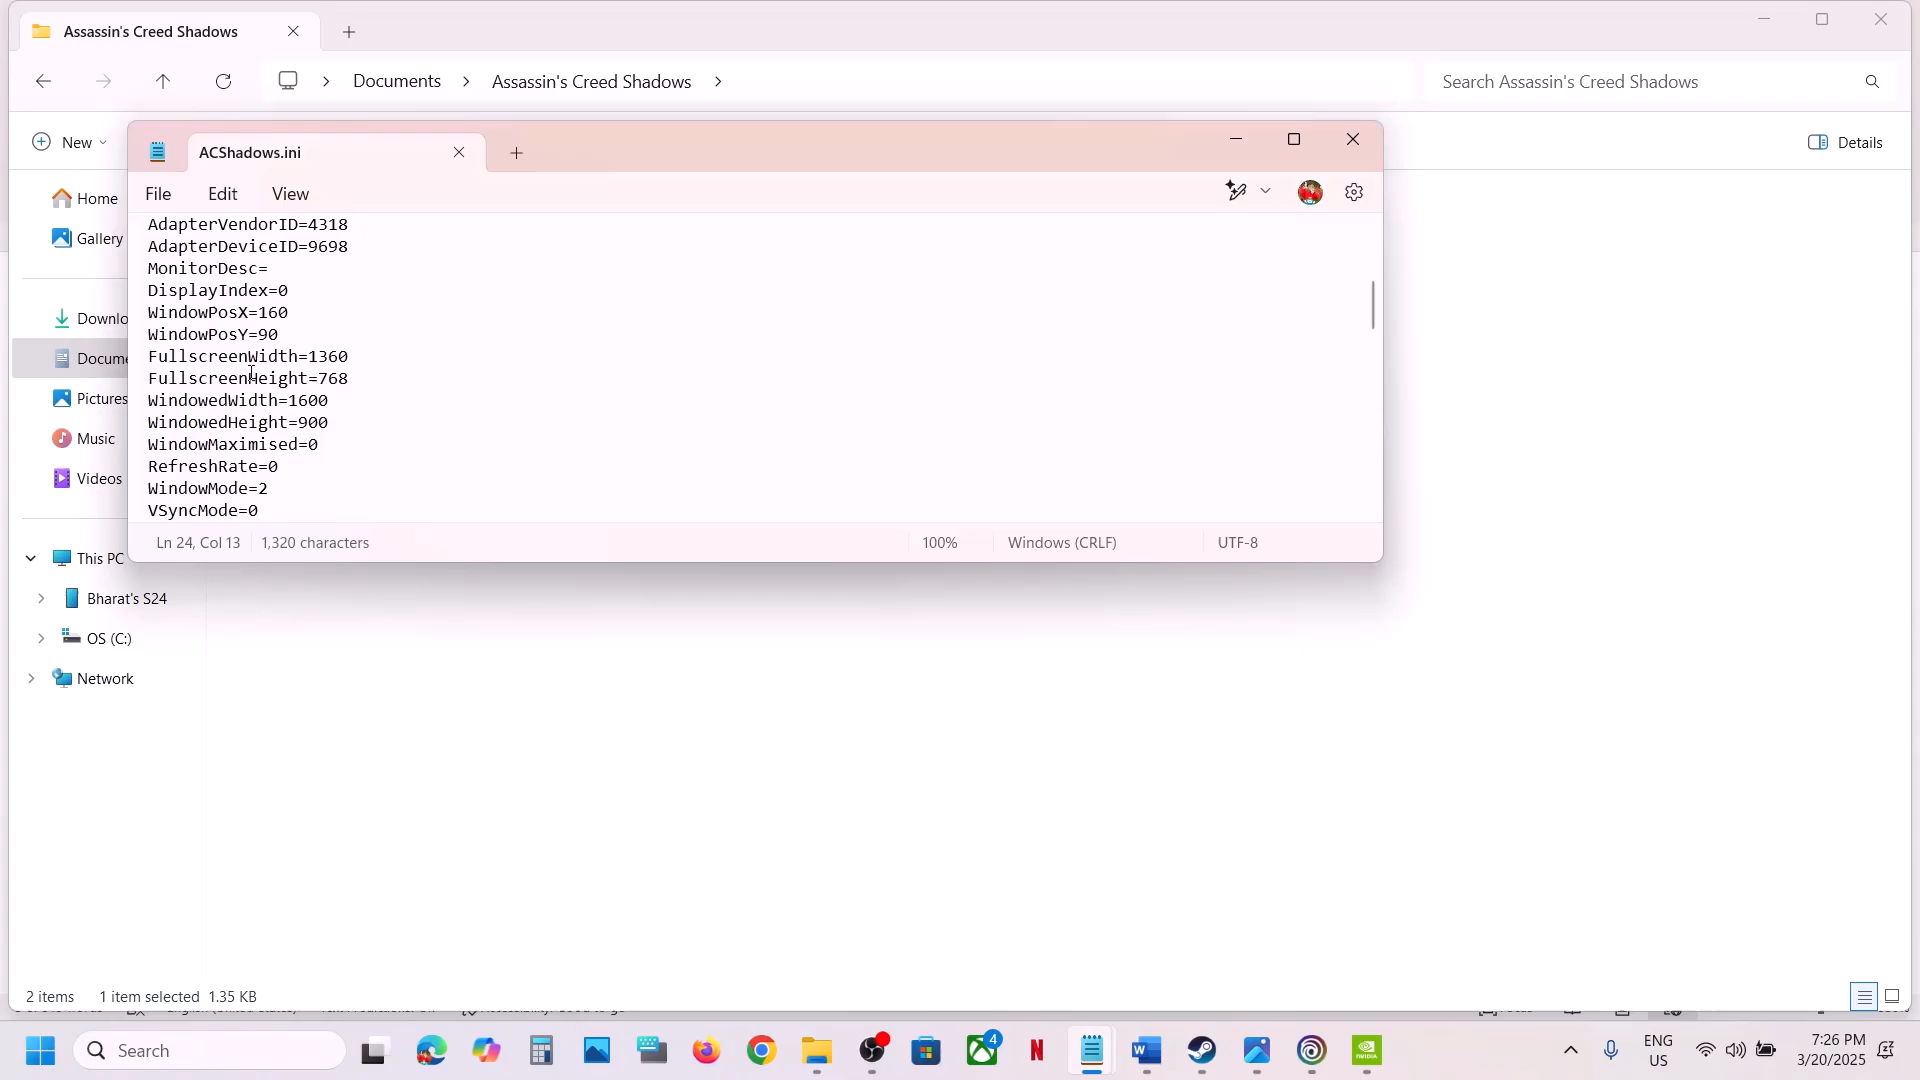 Assassin's Creed Shadows
Documents > Assassin's Creed Shadows >
Search Assassin's Creed Shadows
New
Details
ACShadows.ini
File Edit View
Home
Gallery
Downlo
Docume
Pictures
Music
Videos
This PC
Bharat's S24
OS (C:)
Network
AdapterVendorID=4318
AdapterDeviceID=9698
MonitorDesc=
DisplayIndex=0
WindowPosX=160
WindowPosY=90
FullscreenWidth=1360
FullscreenHeight=768
WindowedWidth=1600
WindowedHeight=900
WindowMaximised=0
RefreshRate=0
WindowMode=2
VSyncMode=0
Ln 24, Col 13 1,320 characters 100% Windows (CRLF) UTF-8
2 items 1 item selected 1.35 KB
Search
4
N
NVIDIA
ENG
US
7:26 PM
3/20/2025